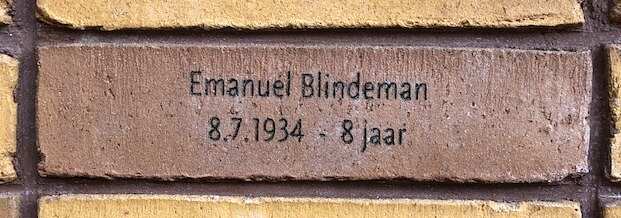 Emanuel Blindeman
8.7.1934 - 8 jaar